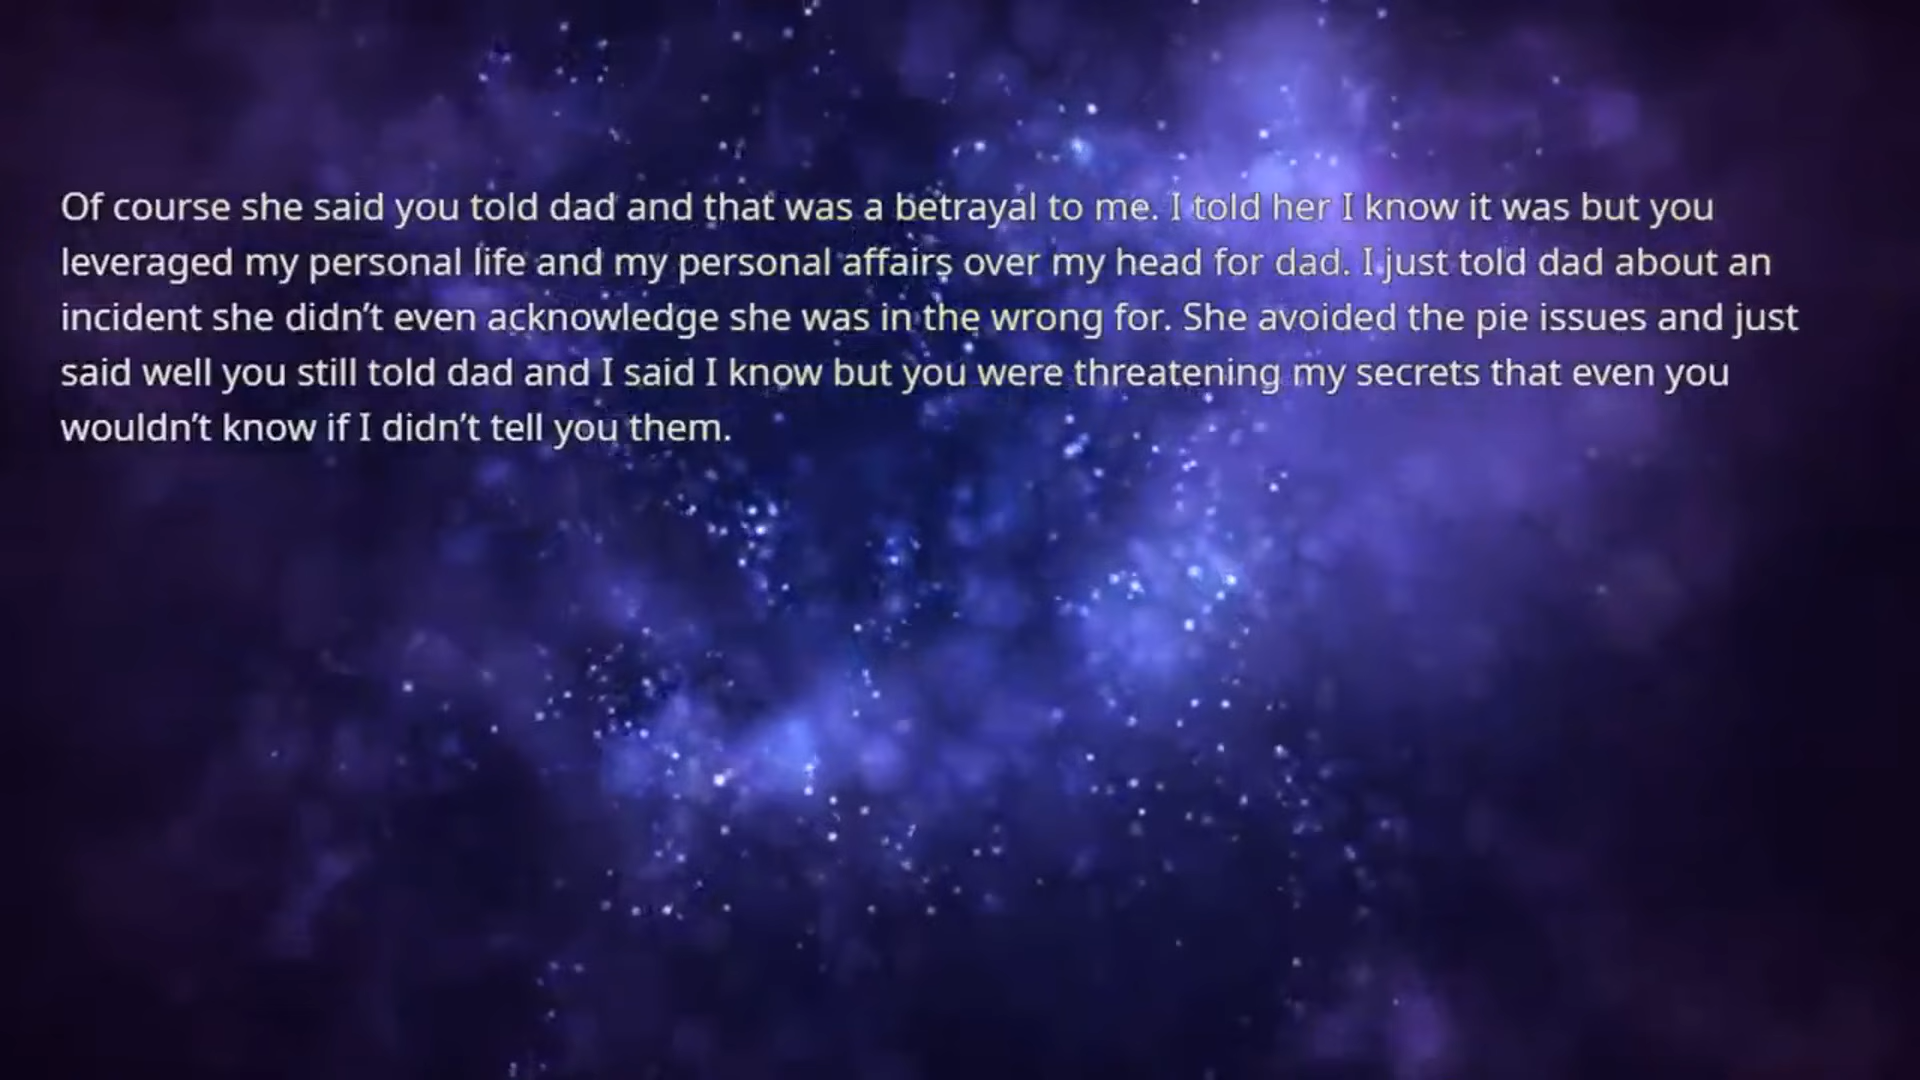 Of course she said you told dad and that was a betrayal to me. I told her I know it was but you
leveraged my personal life and my personal affairs over my head for dad. I just told dad about an
incident she didn’t even acknowledge she was in the wrong for. She avoided the pie issues and just
said well you still told dad and I said I know but you were threatening my secrets that even you
wouldn’t know if I didn’t tell you them.